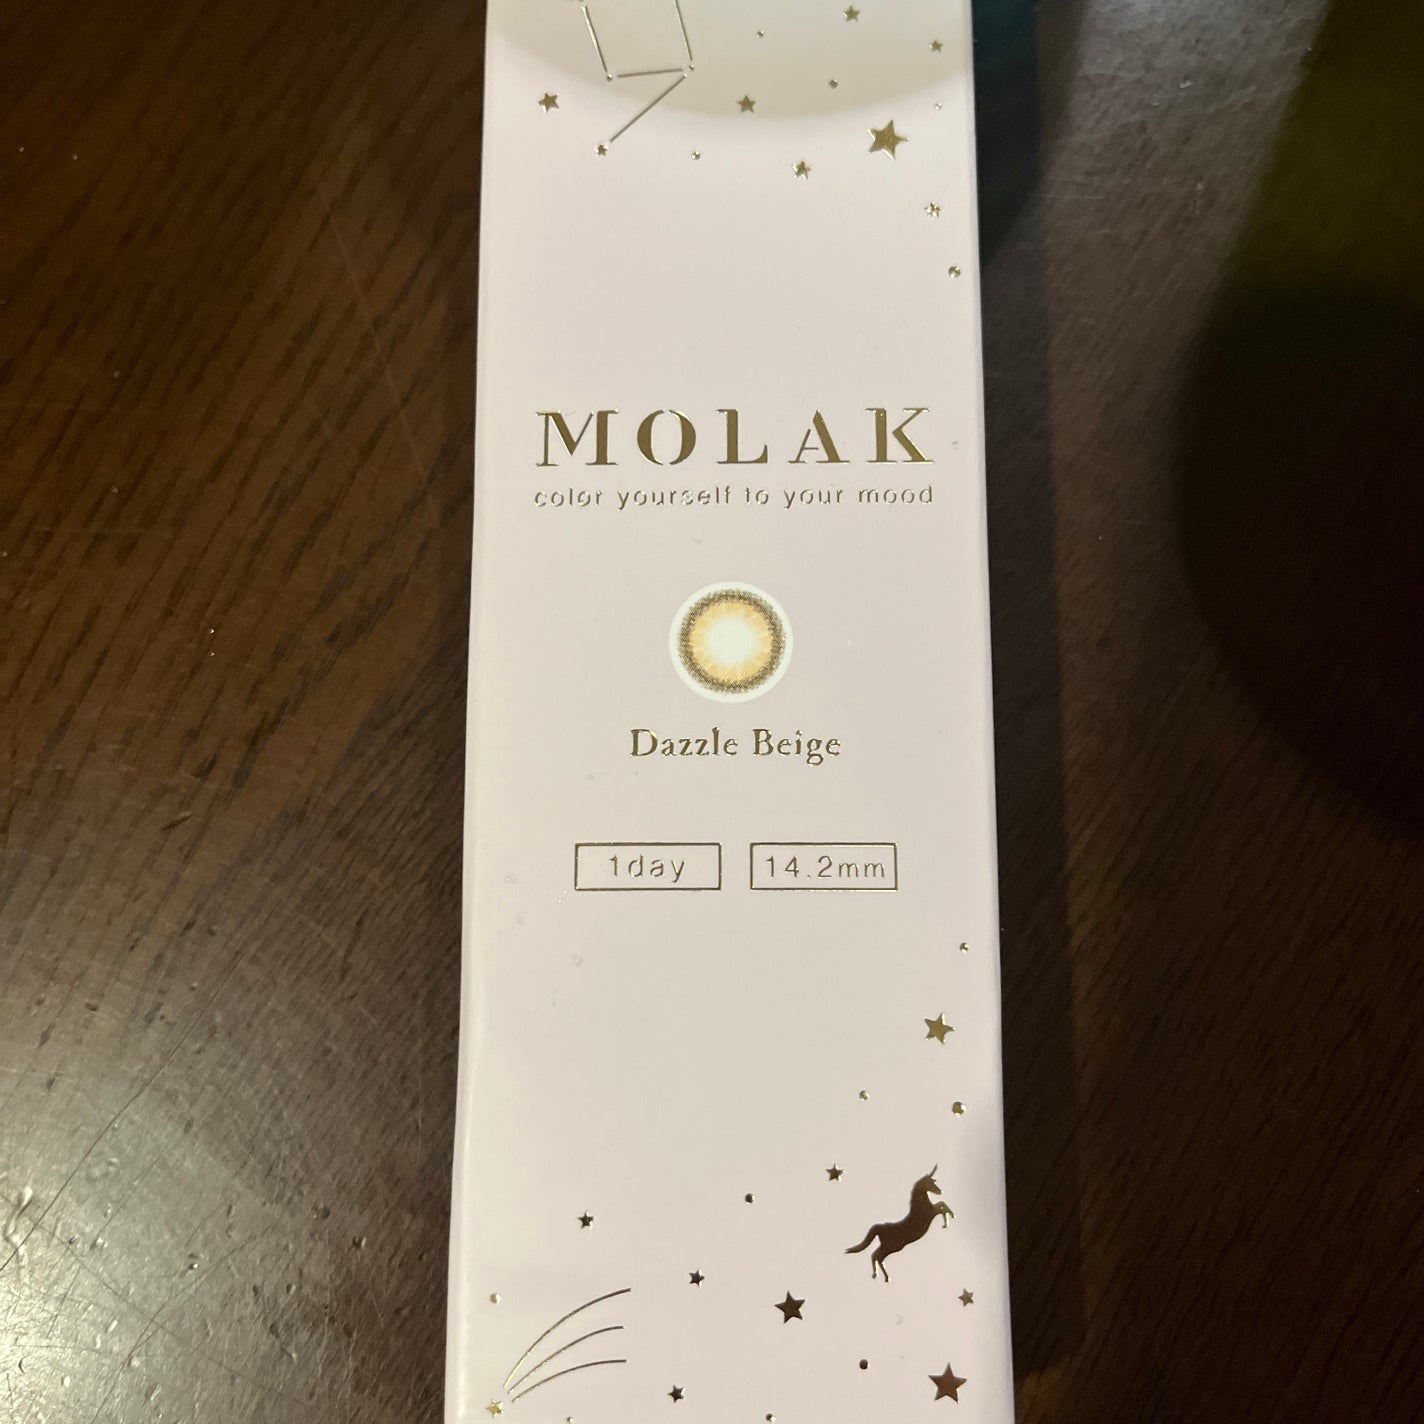 MOLAK
color yourself to your mood
Dazzle Beige
1day
14.2mm